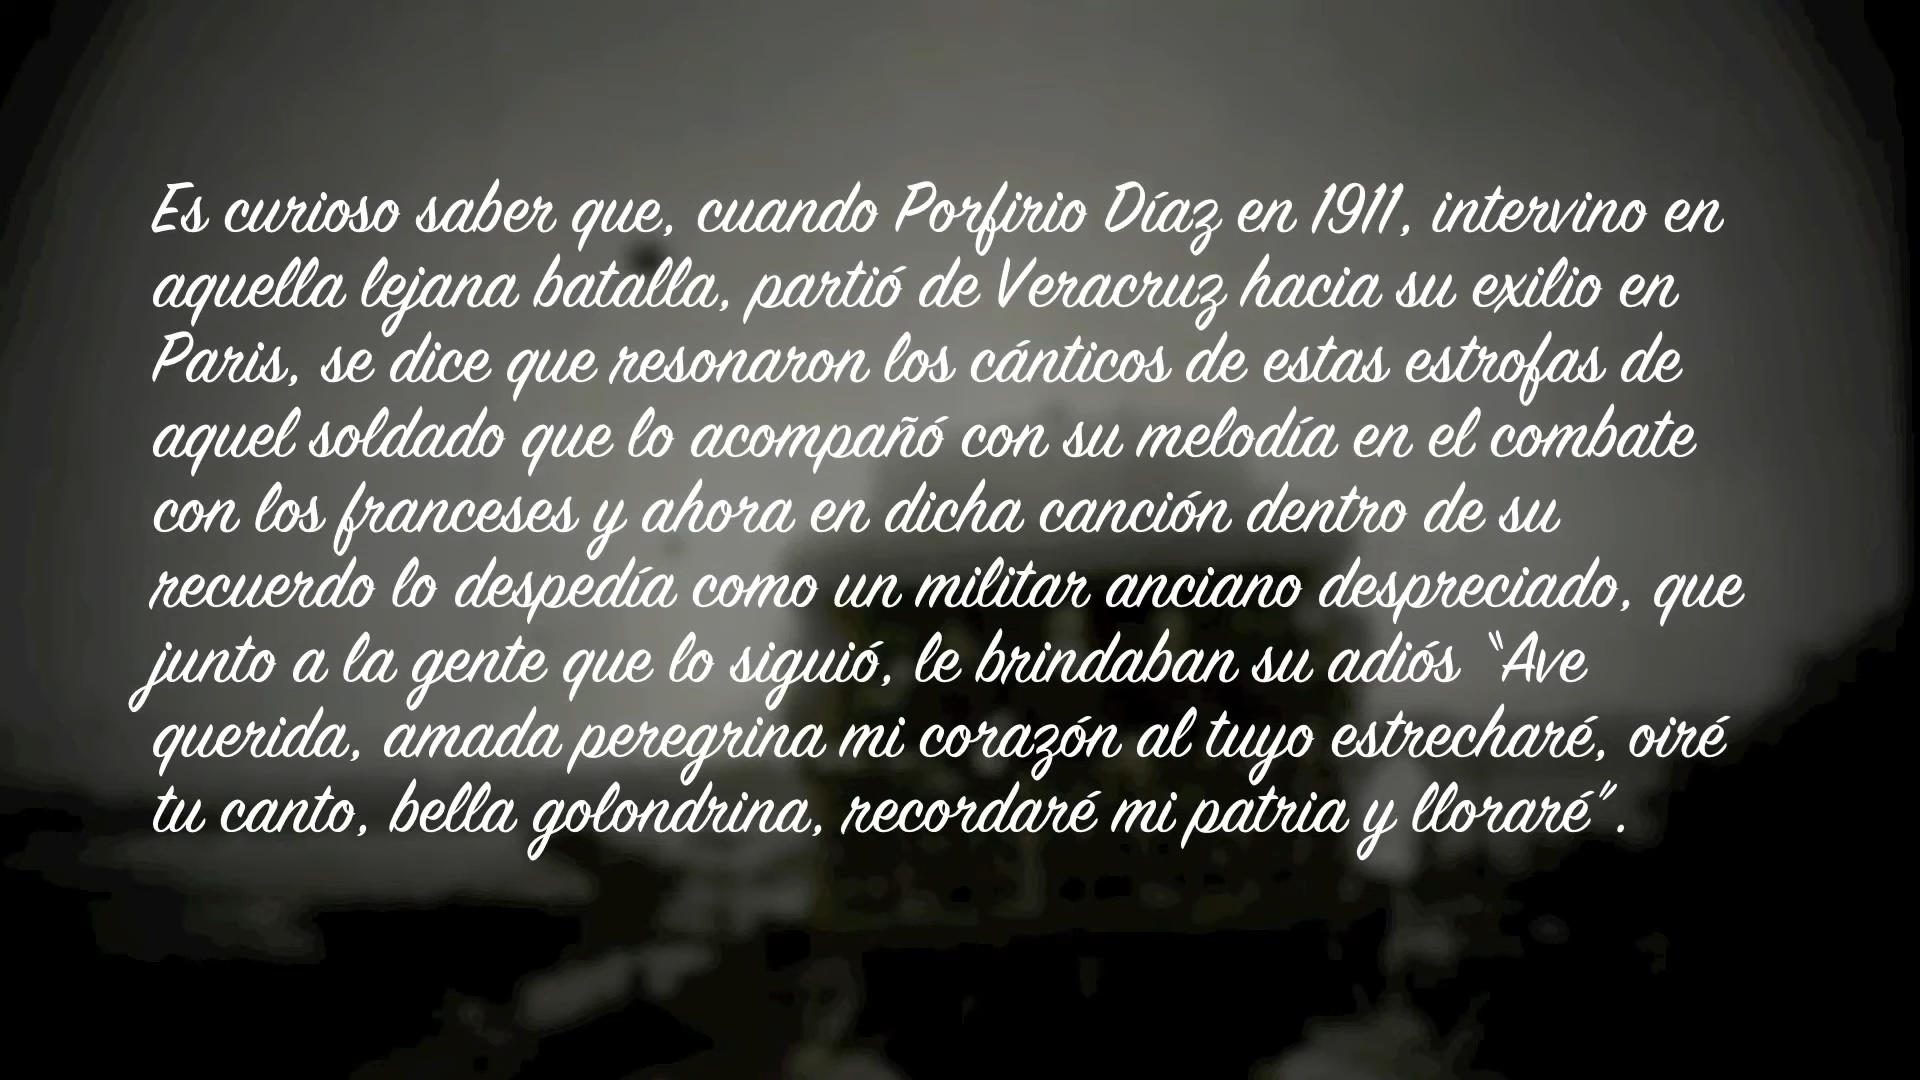 Es curioso saber que, cuando Porfirio Díaz en 1911, intervino en
aquella lejana batalla, partió de Veracruz hacia su exilio en
Paris, se dice que resonaron los cánticos de estas estrofas de
aquel soldado que lo acompañó con su melodía en el combate
con los franceses y ahora en dicha canción dentro de su
recuerdo lo despedía como un militar anciano despreciado, que
junto a la gente que lo siguió, le brindaban su adiós “Ave
querida, amada peregrina mi corazón al tuyo estrecharé, oiré
tu canto, bella golondrina, recordaré mi patria y lloraré”.